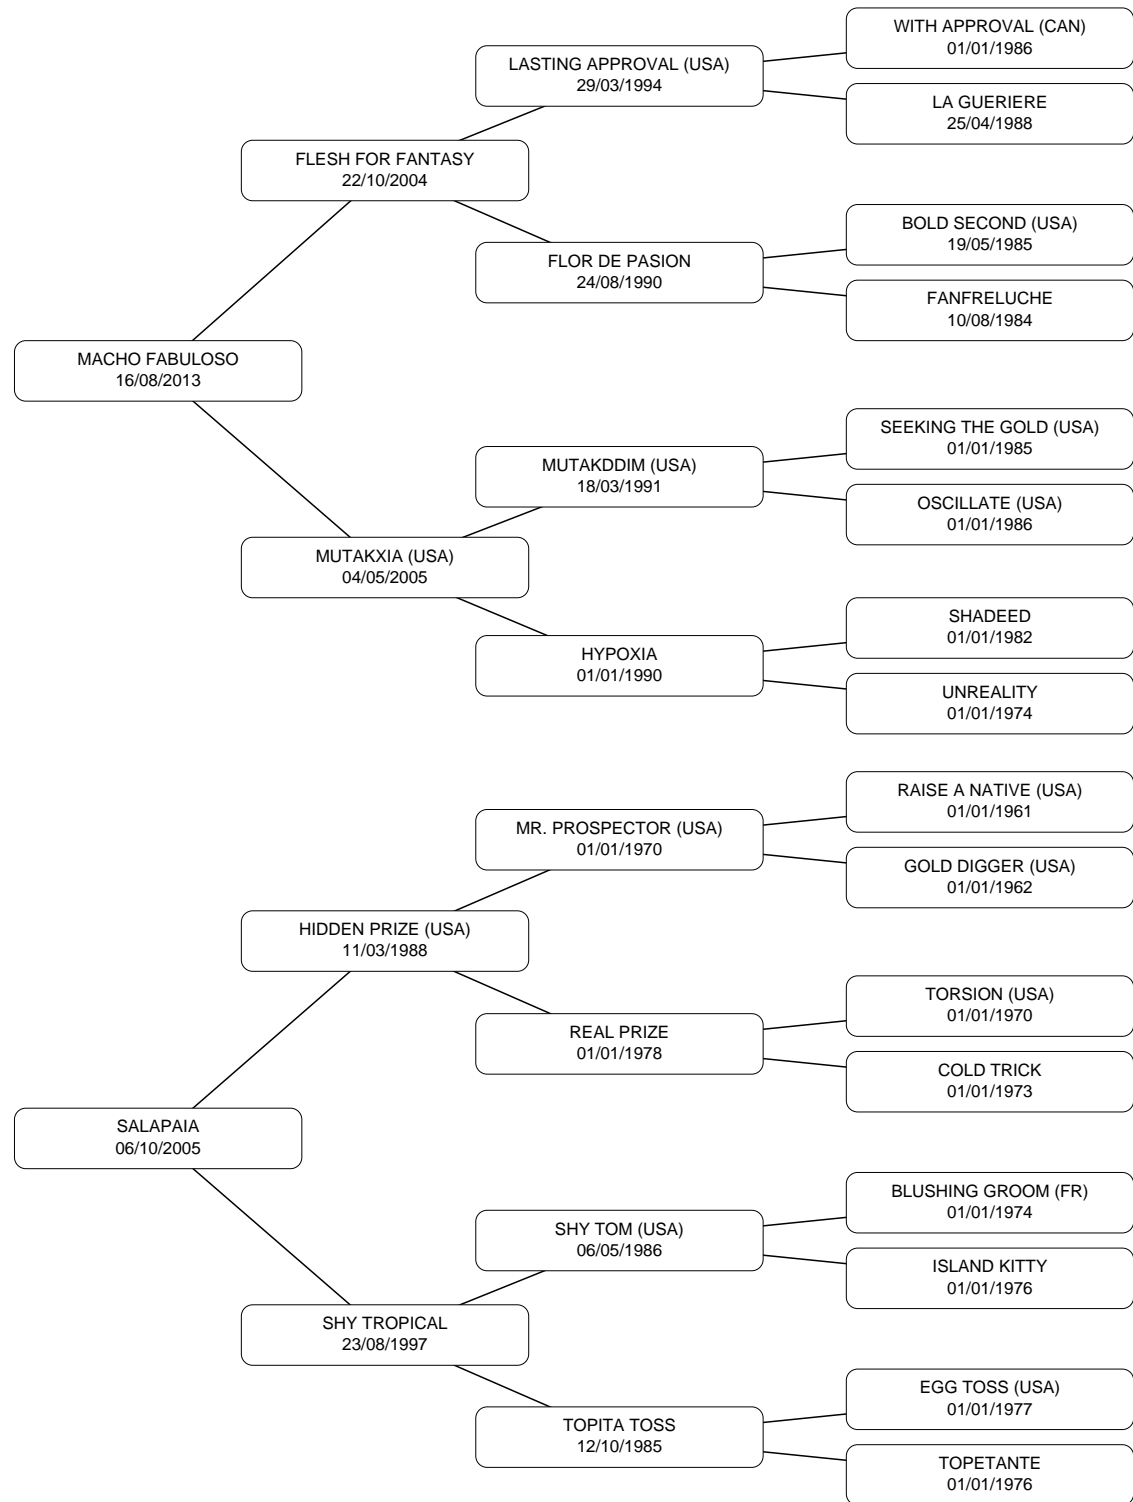 WITH APPROVAL (CAN)
01/01/1986
LASTING APPROVAL (USA)
29/03/1994
LA GUERIERE
25/04/1988
FLESH FOR FANTASY
22/10/2004
BOLD SECOND (USA)
19/05/1985
FLOR DE PASION
24/08/1990
FANFRELUCHE
10/08/1984
MACHO FABULOSO
16/08/2013
SEEKING THE GOLD (USA)
01/01/1985
MUTAKDDIM (USA)
18/03/1991
OSCILLATE (USA)
01/01/1986
MUTAKXIA (USA)
04/05/2005
SHADEED
01/01/1982
HYPOXIA
01/01/1990
UNREALITY
01/01/1974
RAISE A NATIVE (USA)
01/01/1961
MR. PROSPECTOR (USA)
01/01/1970
GOLD DIGGER (USA)
01/01/1962
HIDDEN PRIZE (USA)
11/03/1988
TORSION (USA)
01/01/1970
REAL PRIZE
01/01/1978
COLD TRICK
01/01/1973
SALAPAIA
06/10/2005
BLUSHING GROOM (FR)
01/01/1974
SHY TOM (USA)
06/05/1986
ISLAND KITTY
01/01/1976
SHY TROPICAL
23/08/1997
EGG TOSS (USA)
01/01/1977
TOPITA TOSS
12/10/1985
TOPETANTE
01/01/1976